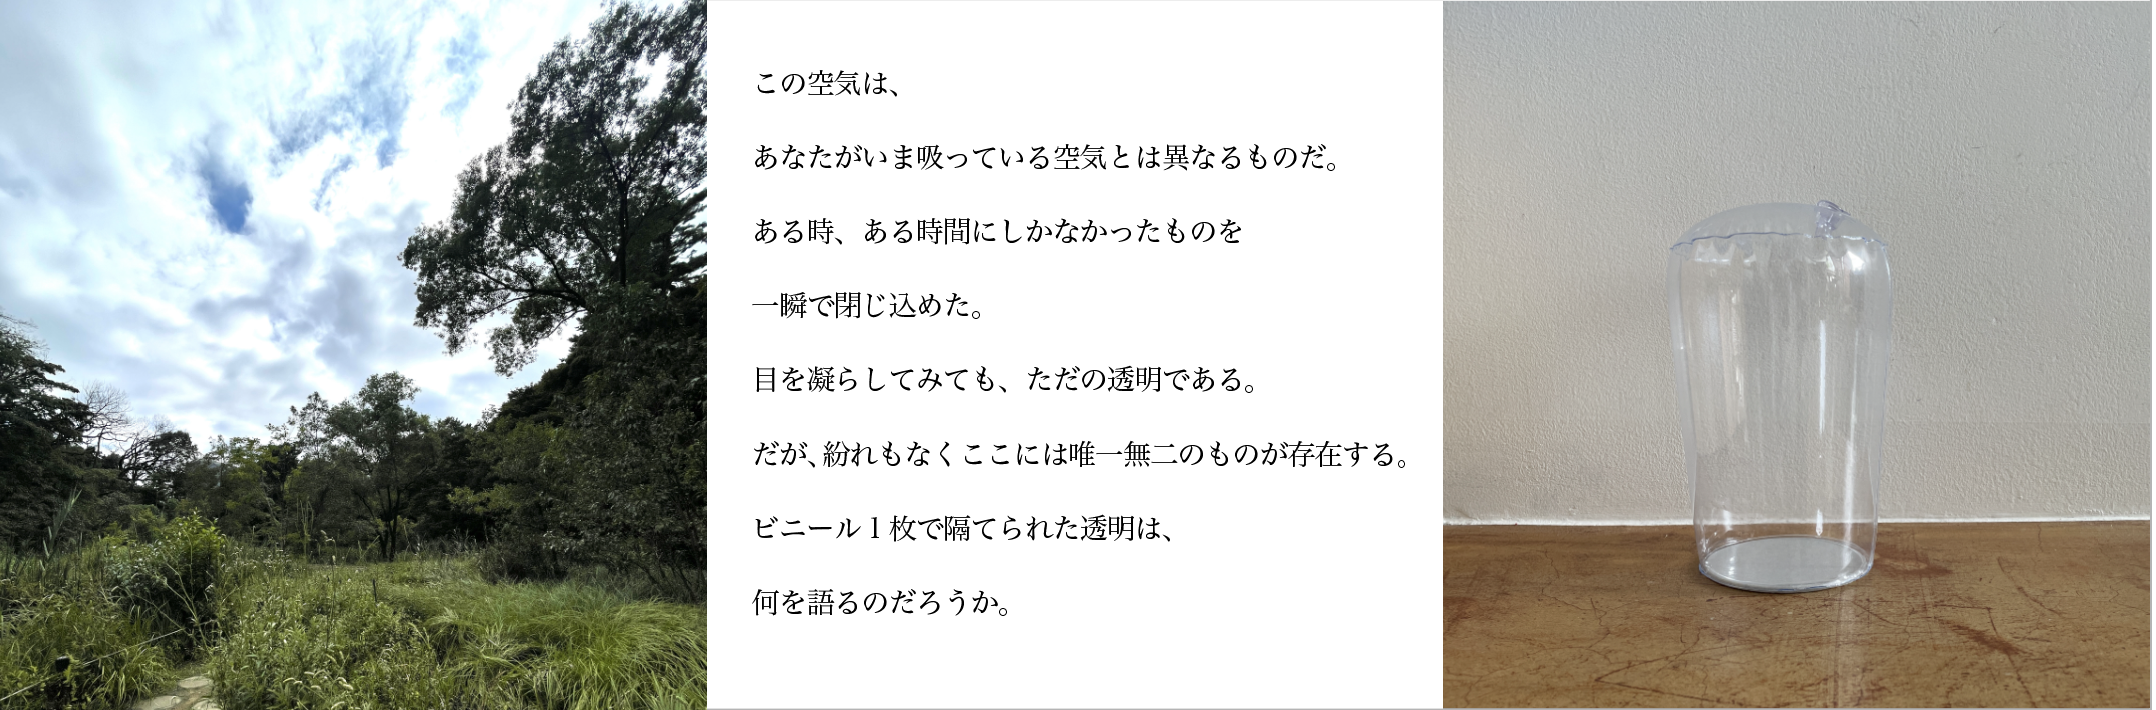 この空気は、
あなたがいま吸っている空気とは異なるものだ。
ある時、ある時間にしかなかったものを
一瞬で閉じ込めた。
目を凝らしてみても、ただの透明である。
だが、紛れもなくここには唯一無二のものが存在する。
ビニール1枚で隔てられた透明は、
何を語るのだろうか。